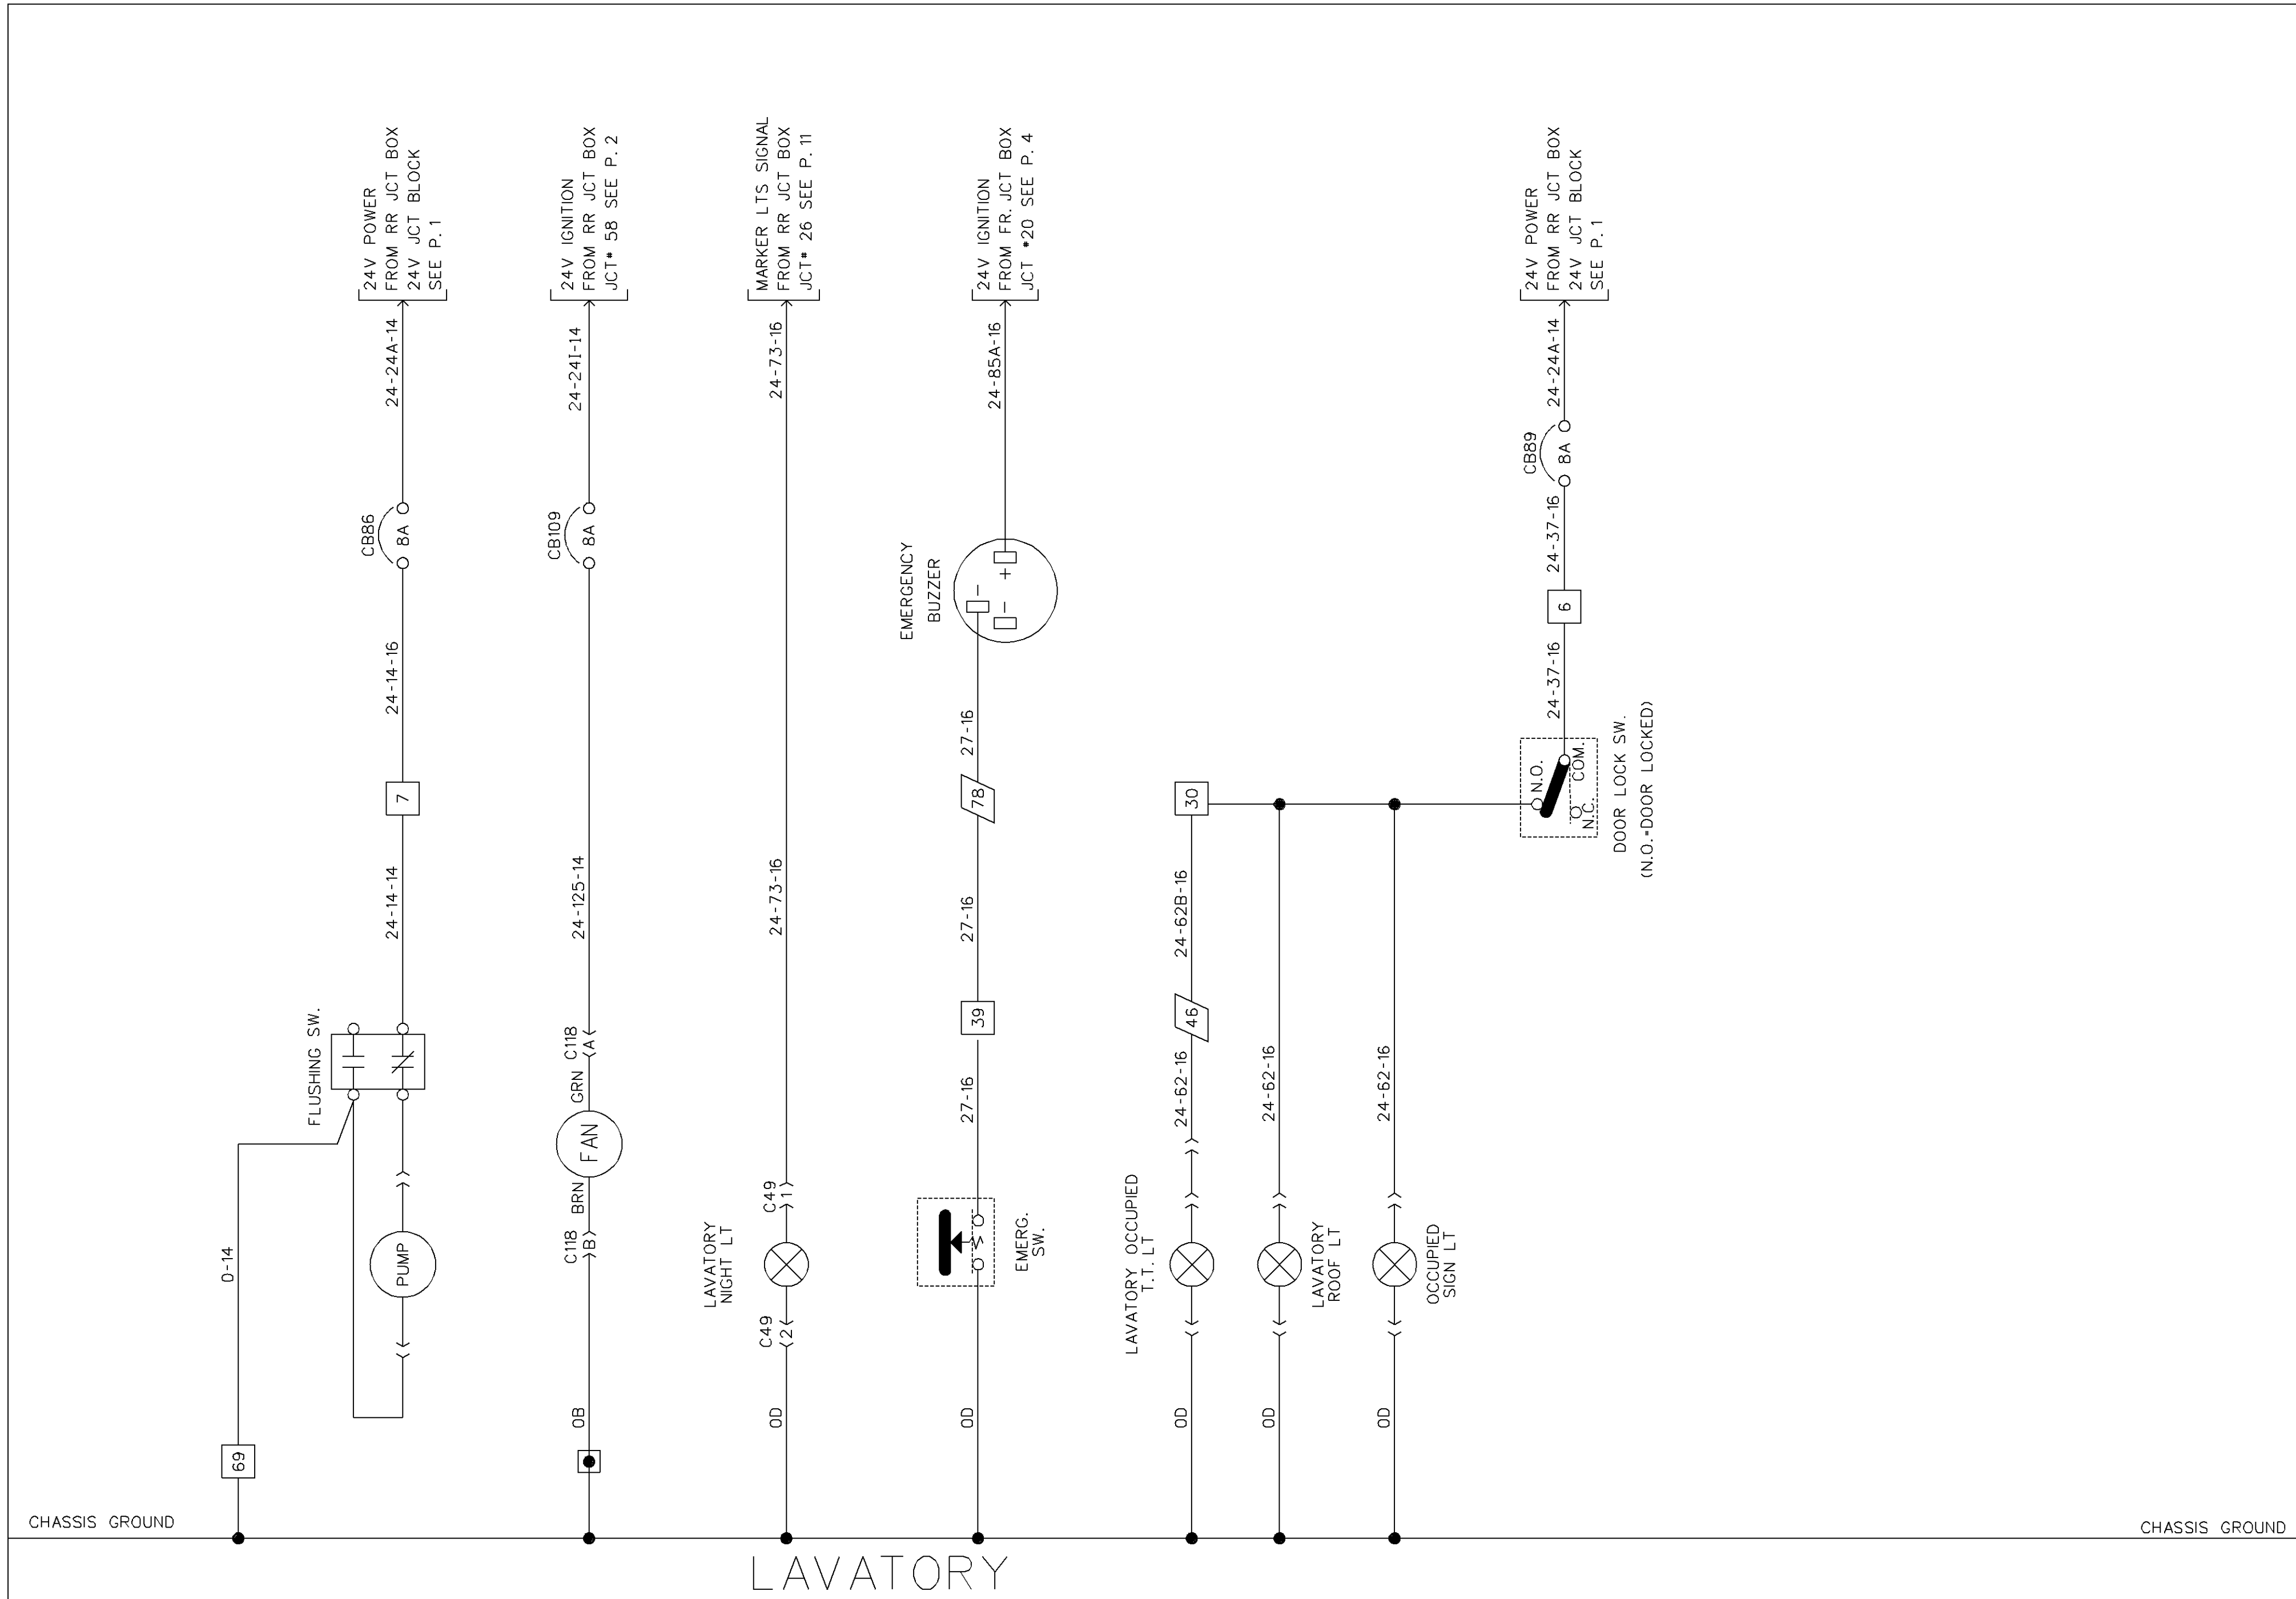 24V POWER
FROM RR JCT BOX
24V JCT BLOCK
SEE P. 1
24-24A-14
CB86
8A
24-14-16
7
24-14-14
FLUSHING SW.
PUMP
0-14
69
24V IGNITION
FROM RR JCT BOX
JCT# 58 SEE P. 2
24-24I-14
CB109
8A
24-125-14
C118
A
GRN
FAN
BRN
C118
B
0B
MARKER LTS SIGNAL
FROM RR JCT BOX
JCT# 26 SEE P. 11
24-73-16
24-73-16
C49
1
LAVATORY
NIGHT LT
C49
2
0D
24V IGNITION
FROM FR. JCT BOX
JCT #20 SEE P. 4
24-85A-16
EMERGENCY
BUZZER
+
-
-
27-16
78
27-16
39
27-16
EMERG.
SW.
0D
30
24-62B-16
46
24-62-16
LAVATORY OCCUPIED
T.T. LT
0D
24-62-16
LAVATORY
ROOF LT
0D
24-62-16
OCCUPIED
SIGN LT
0D
24V POWER
FROM RR JCT BOX
24V JCT BLOCK
SEE P. 1
24-24A-14
CB89
8A
24-37-16
6
24-37-16
N.O.
COM.
N.C.
DOOR LOCK SW.
(N.O.=DOOR LOCKED)
CHASSIS GROUND
CHASSIS GROUND
LAVATORY